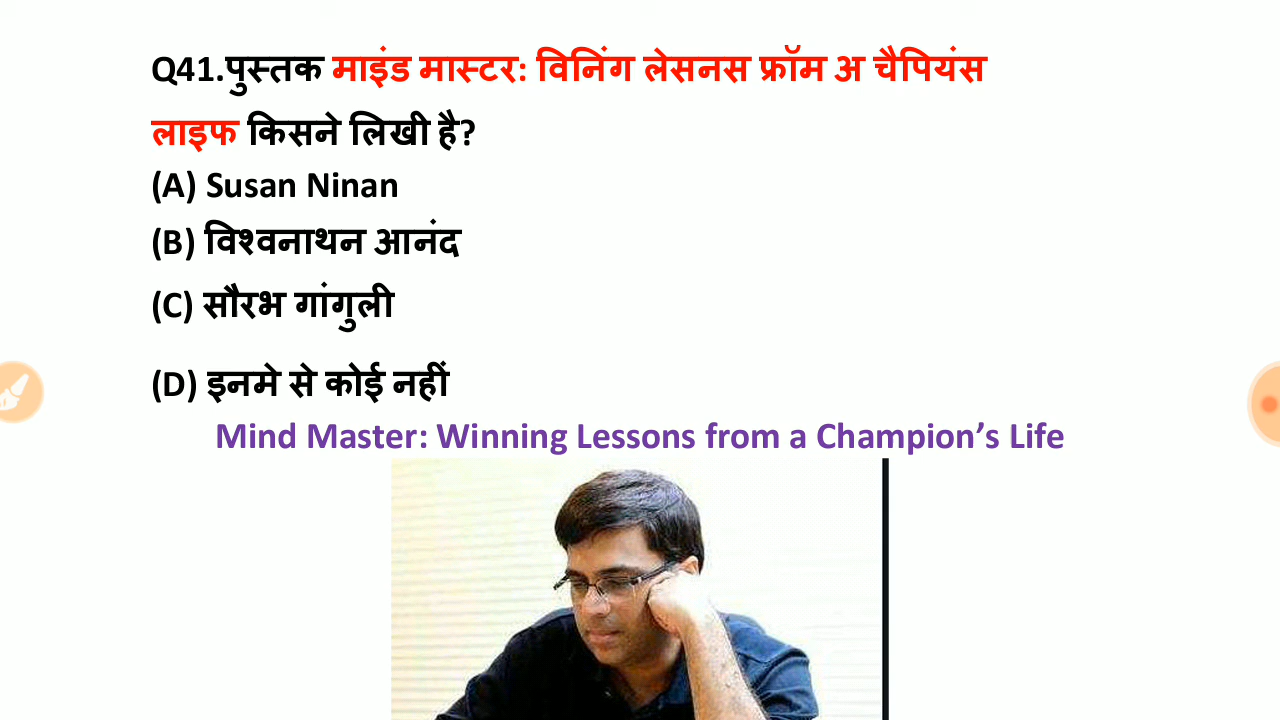 Q41.पुस्तक माइंड मास्टर: विनिंग लेसनस फ्रॉम अ चैपियंस
लाइफ किसने लिखी है?
(A) Susan Ninan
(B) विश्वनाथन आनंद
(C) सौरभ गांगुली
(D) इनमे से कोई नहीं
Mind Master: Winning Lessons from a Champion’s Life